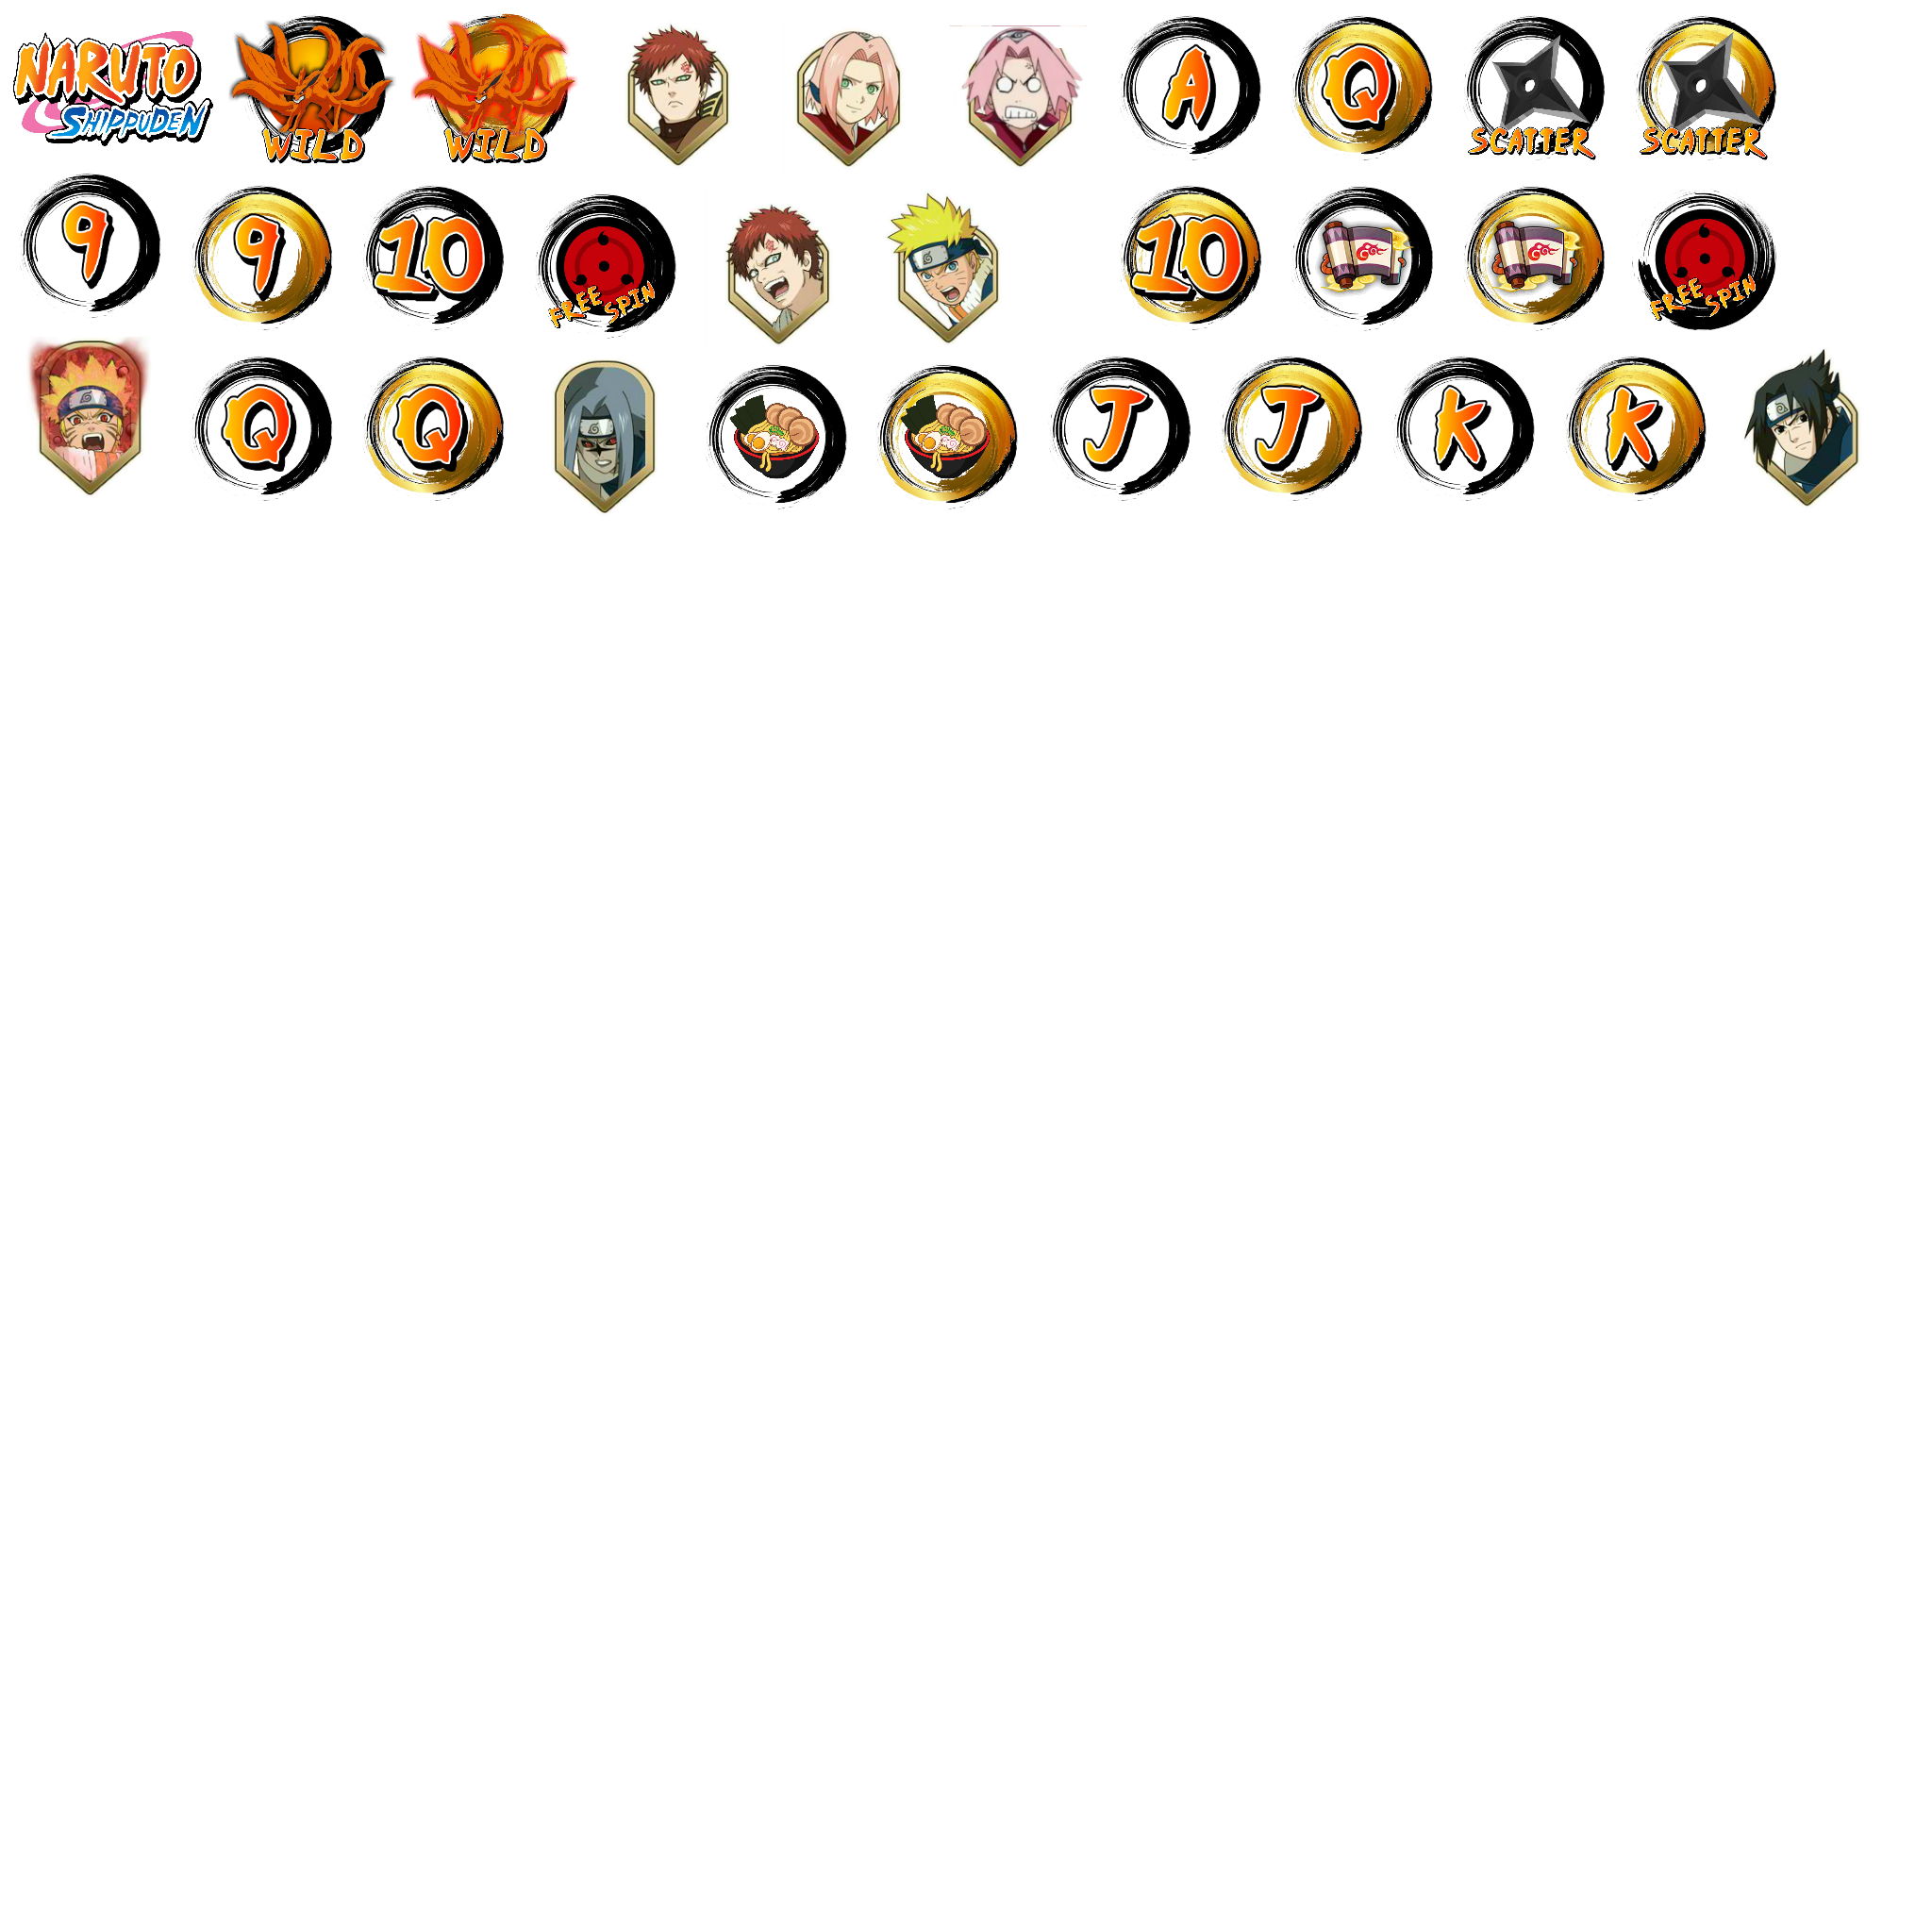 NARUTO
SHIPPUDEN
WILD
WILD
A
Q
SCATTER
SCATTER
9
9
10
FREE SPIN
10
FREE SPIN
Q
Q
J
J
K
K